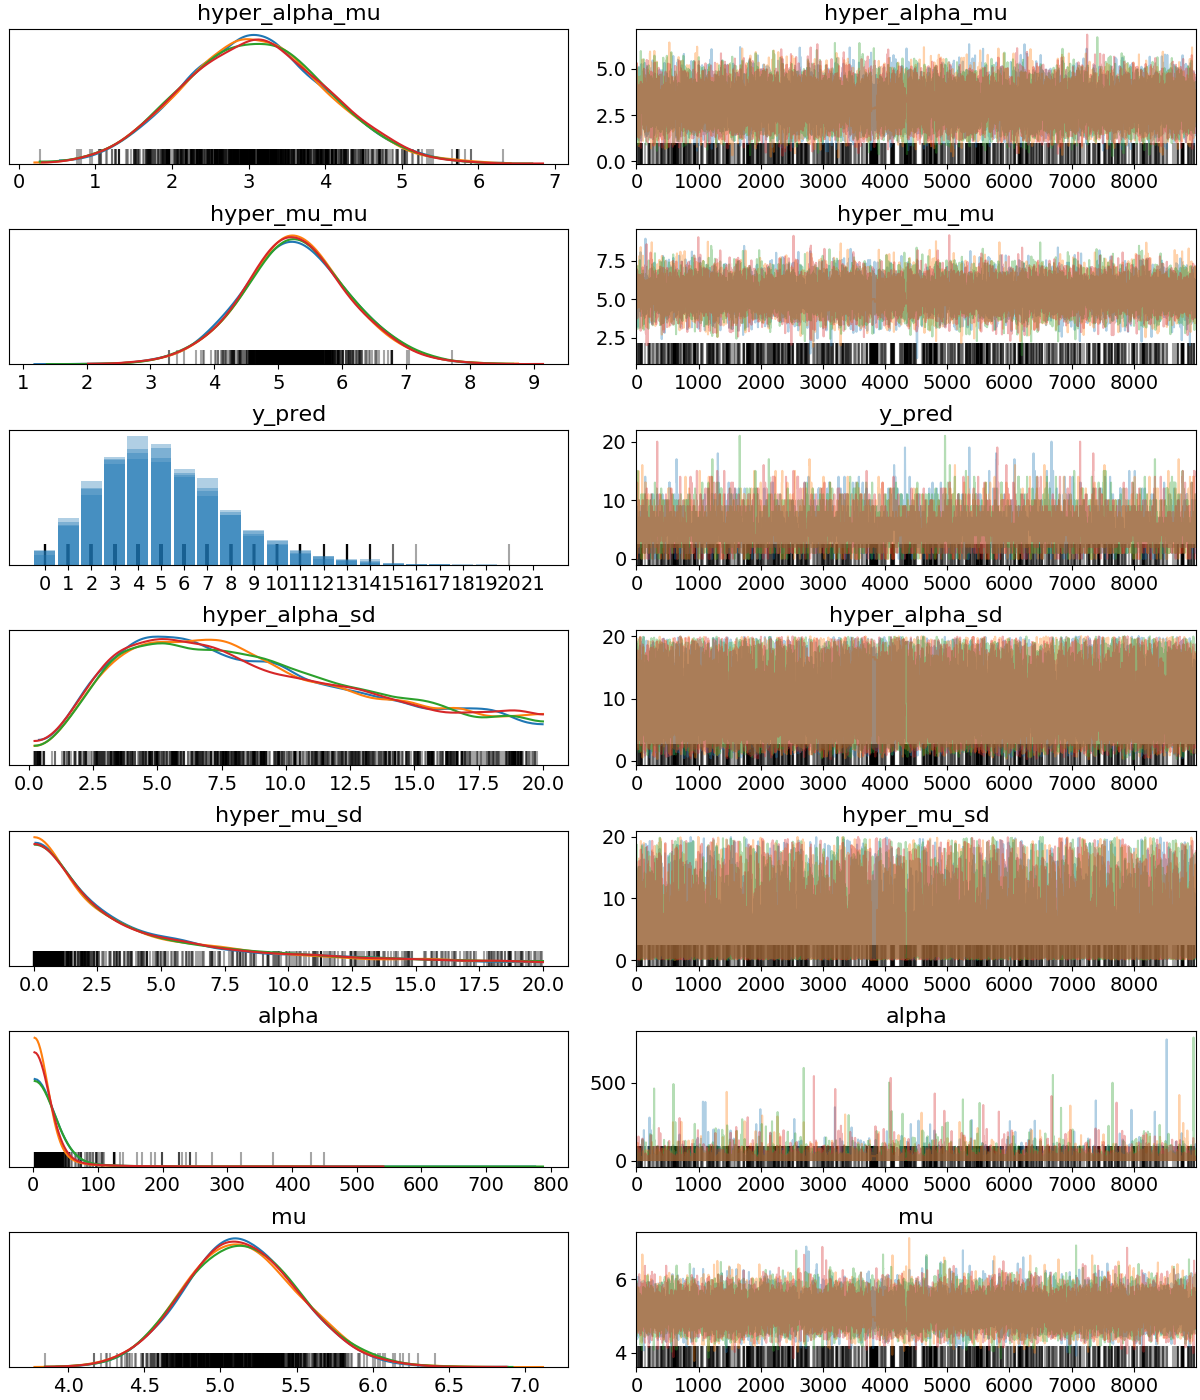 hyper_alpha_mu hyper_alpha_mu
5.0
2.5
0.0
0 1 2 3 4 5 6 7 0 1000 2000 3000 4000 5000 6000 7000 8000
hyper_mu_mu hyper_mu_mu
7.5
5.0
2.5
1 2 3 4 5 6 7 8 9 0 1000 2000 3000 4000 5000 6000 7000 8000
y_pred y_pred
20
10
0
0 1 2 3 4 5 6 7 8 9 10 11 12 13 14 15 16 17 18 19 20 21 0 1000 2000 3000 4000 5000 6000 7000 8000
hyper_alpha_sd hyper_alpha_sd
20
10
0
0.0 2.5 5.0 7.5 10.0 12.5 15.0 17.5 20.0 0 1000 2000 3000 4000 5000 6000 7000 8000
hyper_mu_sd hyper_mu_sd
20
10
0
0.0 2.5 5.0 7.5 10.0 12.5 15.0 17.5 20.0 0 1000 2000 3000 4000 5000 6000 7000 8000
alpha alpha
500
0
0 100 200 300 400 500 600 700 800 0 1000 2000 3000 4000 5000 6000 7000 8000
mu mu
6
4
4.0 4.5 5.0 5.5 6.0 6.5 7.0 0 1000 2000 3000 4000 5000 6000 7000 8000